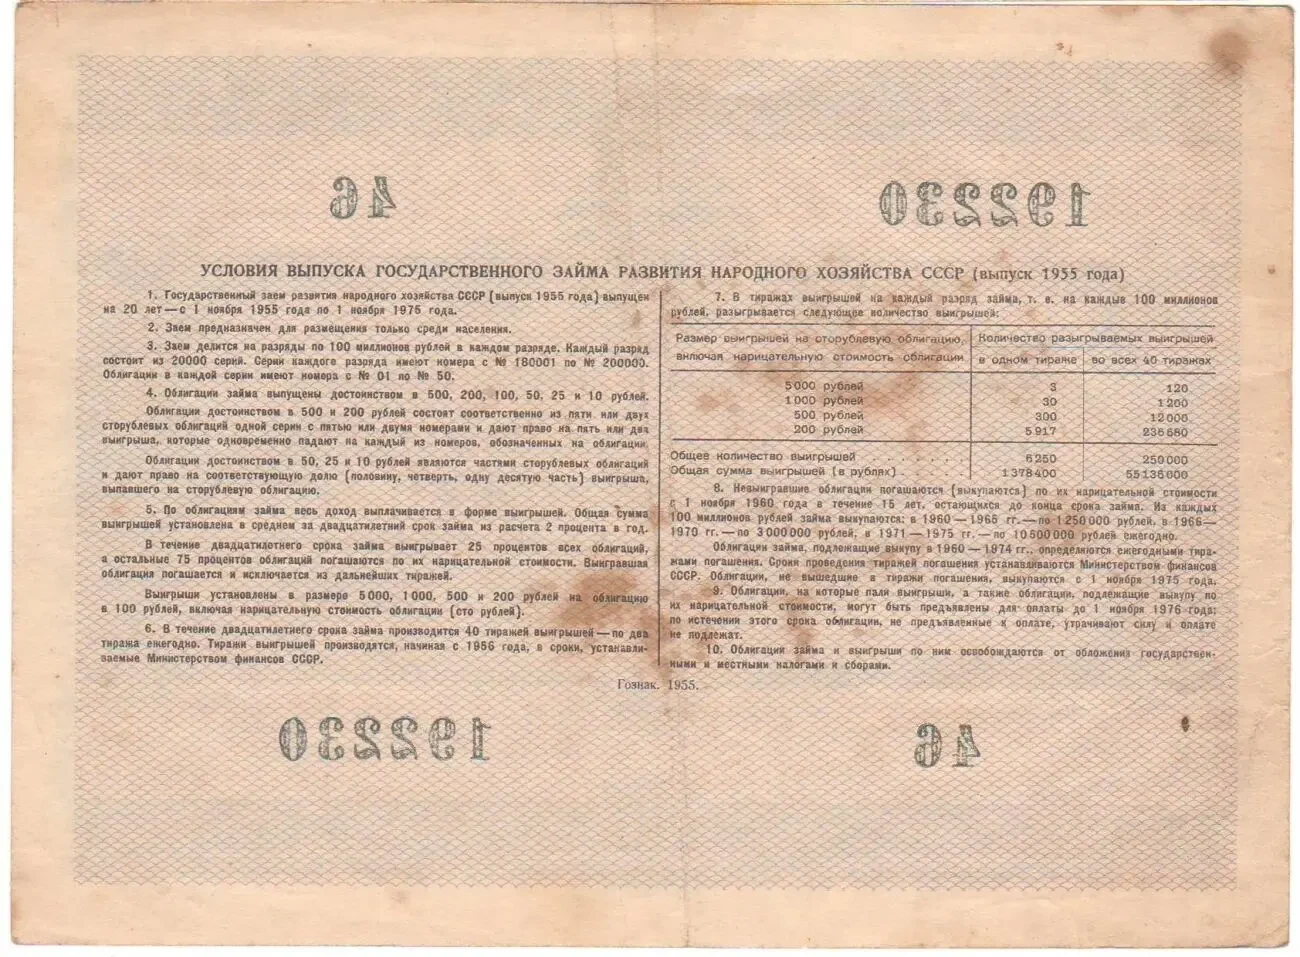 46
192230
УСЛОВИЯ ВЫПУСКА ГОСУДАРСТВЕННОГО ЗАЙМА РАЗВИТИЯ НАРОДНОГО ХОЗЯЙСТВА СССР (выпуск 1955 года)
1. Государственный заем развития народного хозяйства СССР (выпуск 1955 года) выпущен
на 20 лет — с 1 ноября 1955 года по 1 ноября 1975 года.
2. Заем предназначен для размещения только среди населения.
3. Заем делится на разряды по 100 миллионов рублей в каждом разряде. Каждый разряд
состоит из 20000 серий. Серии каждого разряда имеют номера с № 180001 по № 200000.
Облигации в каждой серии имеют номера с № 01 по № 50.
4. Облигации займа выпущены достоинством в 500, 200, 100, 50, 25 и 10 рублей.
Облигации достоинством в 500 и 200 рублей состоят соответственно из пяти или двух
сторублевых облигаций одной серии с пятью или двумя номерами и дают право на пять или два
выигрыша, которые одновременно падают на каждый из номеров, обозначенных на облигации.
Облигации достоинством в 50, 25 и 10 рублей являются частями сторублевых облигаций
и дают право на соответствующую долю (половину, четверть, одну десятую часть) выигрыша,
выпавшего на сторублевую облигацию.
5. По облигациям займа весь доход выплачивается в форме выигрышей. Общая сумма
выигрышей установлена в среднем за двадцатилетний срок займа из расчета 2 процента в год.
В течение двадцатилетнего срока займа выигрывает 25 процентов всех облигаций,
а остальные 75 процентов облигаций погашаются по их нарицательной стоимости. Выигравшая
облигация погашается и исключается из дальнейших тиражей.
Выигрыши установлены в размере 5000, 1000, 500 и 200 рублей на облигацию
в 100 рублей, включая нарицательную стоимость облигации (сто рублей).
6. В течение двадцатилетнего срока займа производится 40 тиражей выигрышей — по два
тиража ежегодно. Тиражи выигрышей производятся, начиная с 1956 года, в сроки, устанавли-
ваемые Министерством финансов СССР.
7. В тиражах выигрышей на каждый разряд займа, т. е. на каждые 100 миллионов
рублей, разыгрывается следующее количество выигрышей:
Размер выигрышей на сторублевую облигацию, включая нарицательную стоимость облигации
Количество разыгрываемых выигрышей
в одном тираже во всех 40 тиражах
5 000 рублей 3 120
1 000 рублей 30 1 200
500 рублей 300 12 000
200 рублей 5 917 236 680
Общее количество выигрышей . . . . . . . . . . 6 250 250 000
Общая сумма выигрышей (в рублях) . 1 378 400 55 136 000
8. Невыигравшие облигации погашаются (выкупаются) по их нарицательной стоимости
с 1 ноября 1960 года в течение 15 лет, остающихся до конца срока займа. Из каждых
100 миллионов рублей займа выкупаются: в 1960 — 1965 гг. — по 1 250 000 рублей, в 1966 —
1970 гг. — по 3 000 000 рублей, в 1971 — 1975 гг. — по 10 500 000 рублей ежегодно.
Облигации займа, подлежащие выкупу в 1960 — 1974 гг., определяются ежегодными тира-
жами погашения. Сроки проведения тиражей погашения устанавливаются Министерством финансов
СССР. Облигации, не вышедшие в тиражи погашения, выкупаются с 1 ноября 1975 года.
9. Облигации, на которые пали выигрыши, а также облигации, подлежащие выкупу по
их нарицательной стоимости, могут быть предъявлены для оплаты до 1 ноября 1976 года;
по истечении этого срока облигации, не предъявленные к оплате, утрачивают силу и оплате
не подлежат.
10. Облигации займа и выигрыши по ним освобождаются от обложения государствен-
ными и местными налогами и сборами.
Гознак. 1955.
192230
46